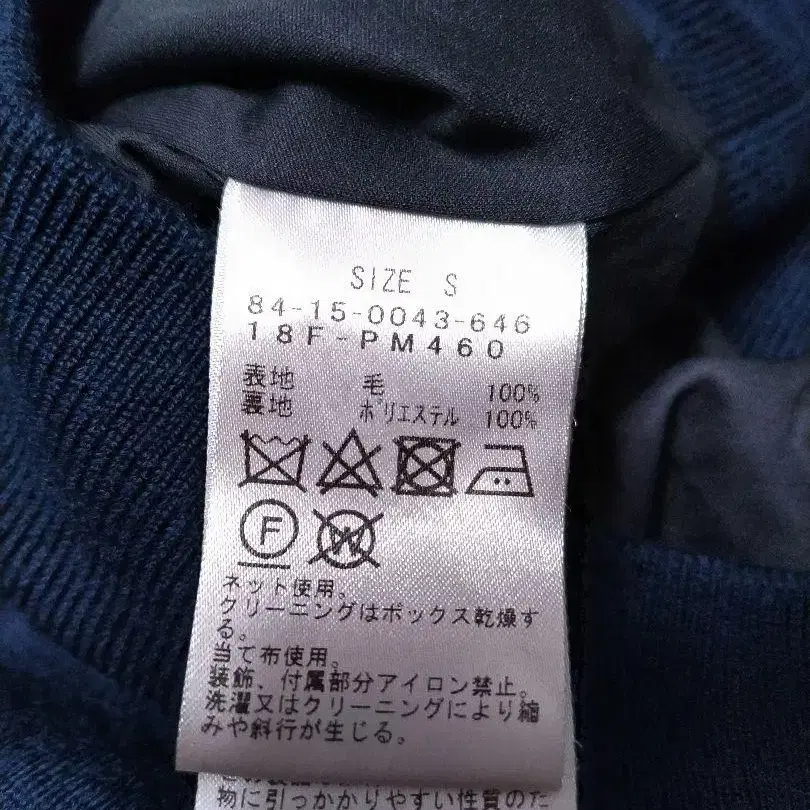 SIZE S
84-15-0043-646
18F-PM460
表地 毛 100%
裏地 ポリエステル 100%
F
W
ネット使用、
クリーニングはボックス乾燥す
る。
当て布使用。
装飾、付属部分アイロン禁止。
洗濯又はクリーニングにより縮
みや斜行が生じる。
物に引っかかりやすい性質のた